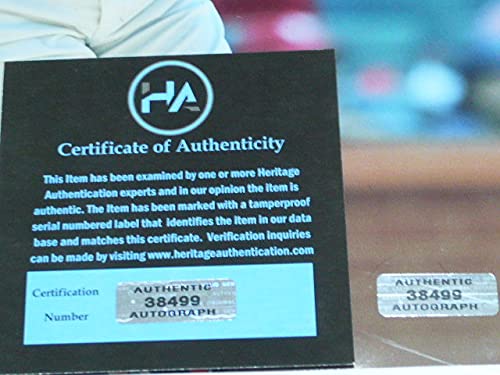 HA
Certificate of Authenticity
This Item has been examined by one or more Heritage
Authentication experts and in our opinion the item is
authentic. The Item has been marked with a tamperproof
serial numbered label that identifies the item in our data
base and matches this certificate. Verification inquiries
can be made by visiting www.heritageauthentication.com
Certification
Number
AUTHENTIC
38499
AUTOGRAPH
AUTHENTIC
38499
AUTOGRAPH